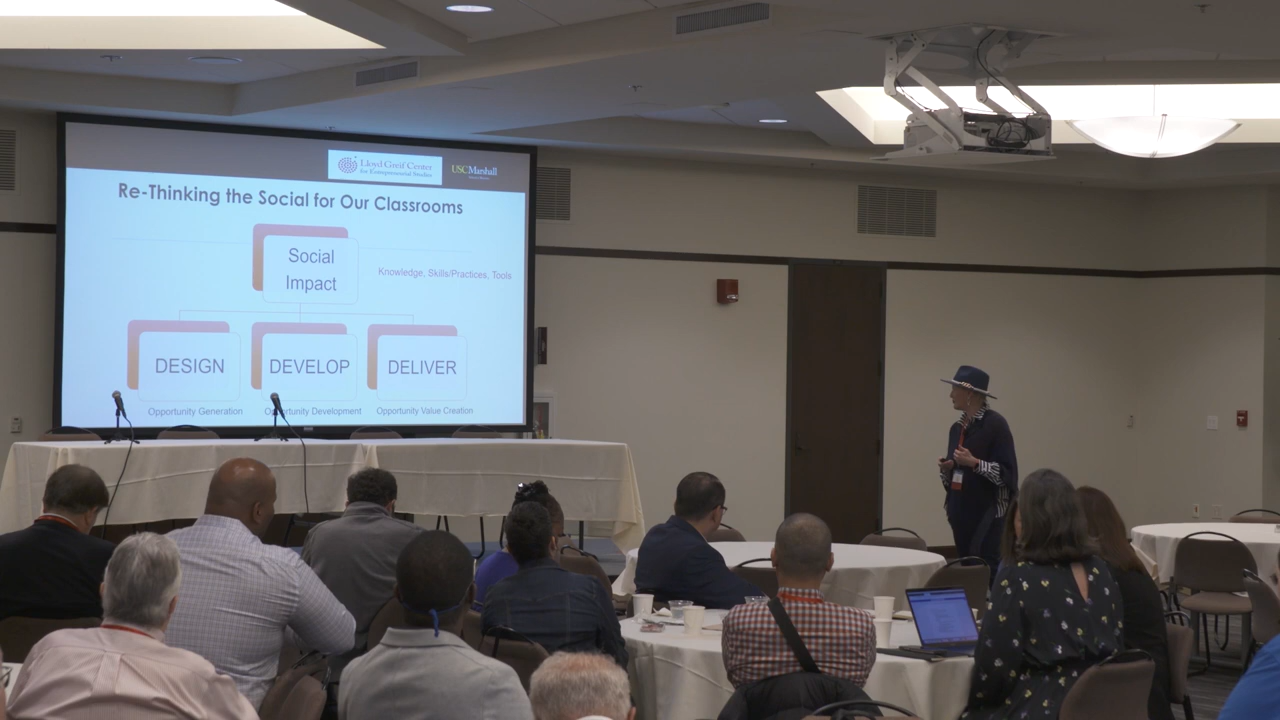 Lloyd Greif Center
for Entrepreneurial Studies
USC Marshall
Re-Thinking the Social for Our Classrooms
Social
Impact
Knowledge, Skills/Practices, Tools
DESIGN
DEVELOP
DELIVER
Opportunity Generation
Opportunity Development
Opportunity Value Creation